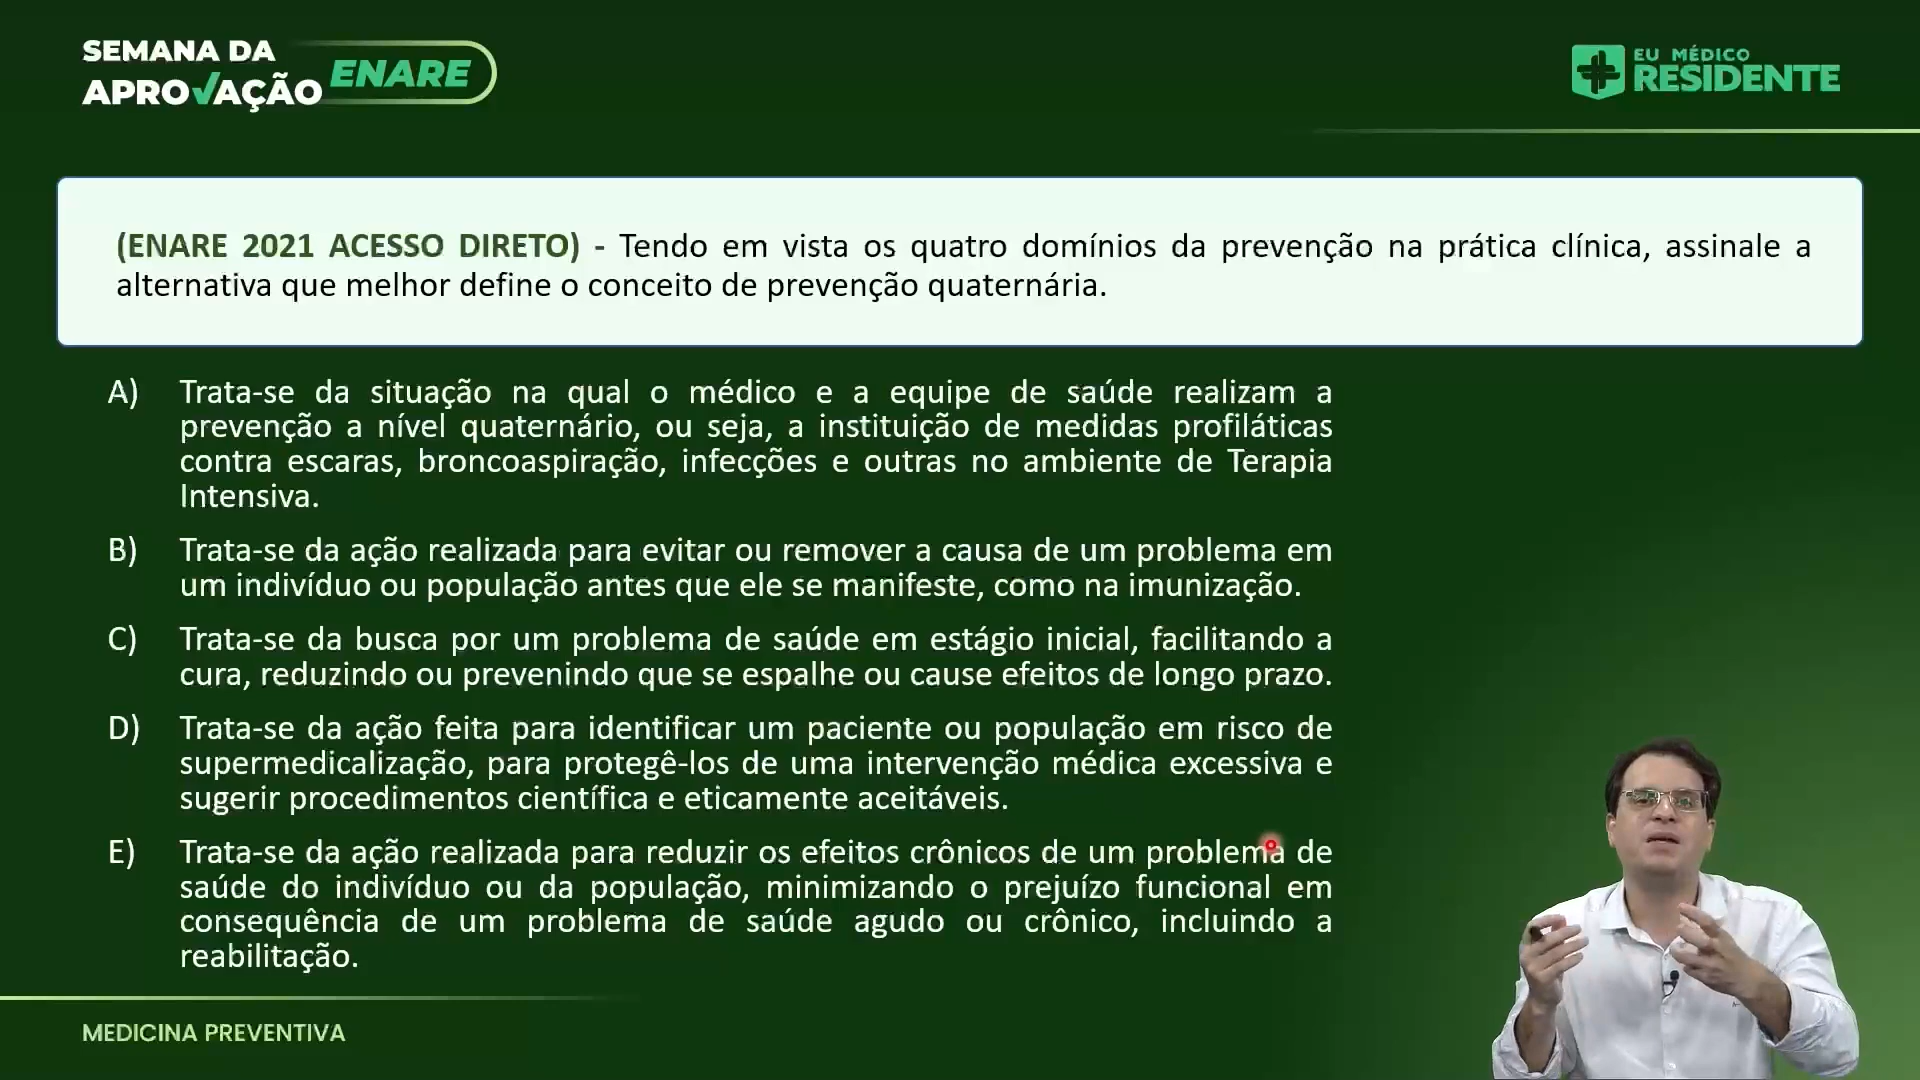 SEMANA DA
APROVAÇÃO ENARE
EU MÉDICO
RESIDENTE
(ENARE 2021 ACESSO DIRETO) - Tendo em vista os quatro domínios da prevenção na prática clínica, assinale a
alternativa que melhor define o conceito de prevenção quaternária.
A) Trata-se da situação na qual o médico e a equipe de saúde realizam a
prevenção a nível quaternário, ou seja, a instituição de medidas profiláticas
contra escaras, broncoaspiração, infecções e outras no ambiente de Terapia
Intensiva.
B) Trata-se da ação realizada para evitar ou remover a causa de um problema em
um indivíduo ou população antes que ele se manifeste, como na imunização.
C) Trata-se da busca por um problema de saúde em estágio inicial, facilitando a
cura, reduzindo ou prevenindo que se espalhe ou cause efeitos de longo prazo.
D) Trata-se da ação feita para identificar um paciente ou população em risco de
supermedicalização, para protegê-los de uma intervenção médica excessiva e
sugerir procedimentos científica e eticamente aceitáveis.
E) Trata-se da ação realizada para reduzir os efeitos crônicos de um problema de
saúde do indivíduo ou da população, minimizando o prejuízo funcional em
consequência de um problema de saúde agudo ou crônico, incluindo a
reabilitação.
MEDICINA PREVENTIVA